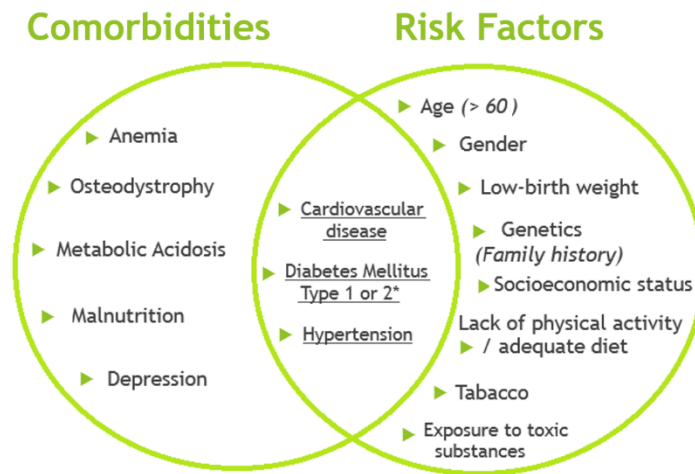 Comorbidities
Risk Factors
Anemia
Osteodystrophy
Metabolic Acidosis
Malnutrition
Depression
Cardiovascular
disease
Diabetes Mellitus
Type 1 or 2*
Hypertension
Age (> 60 )
Gender
Low-birth weight
Genetics
(Family history)
Socioeconomic status
Lack of physical activity
/ adequate diet
Tabacco
Exposure to toxic
substances